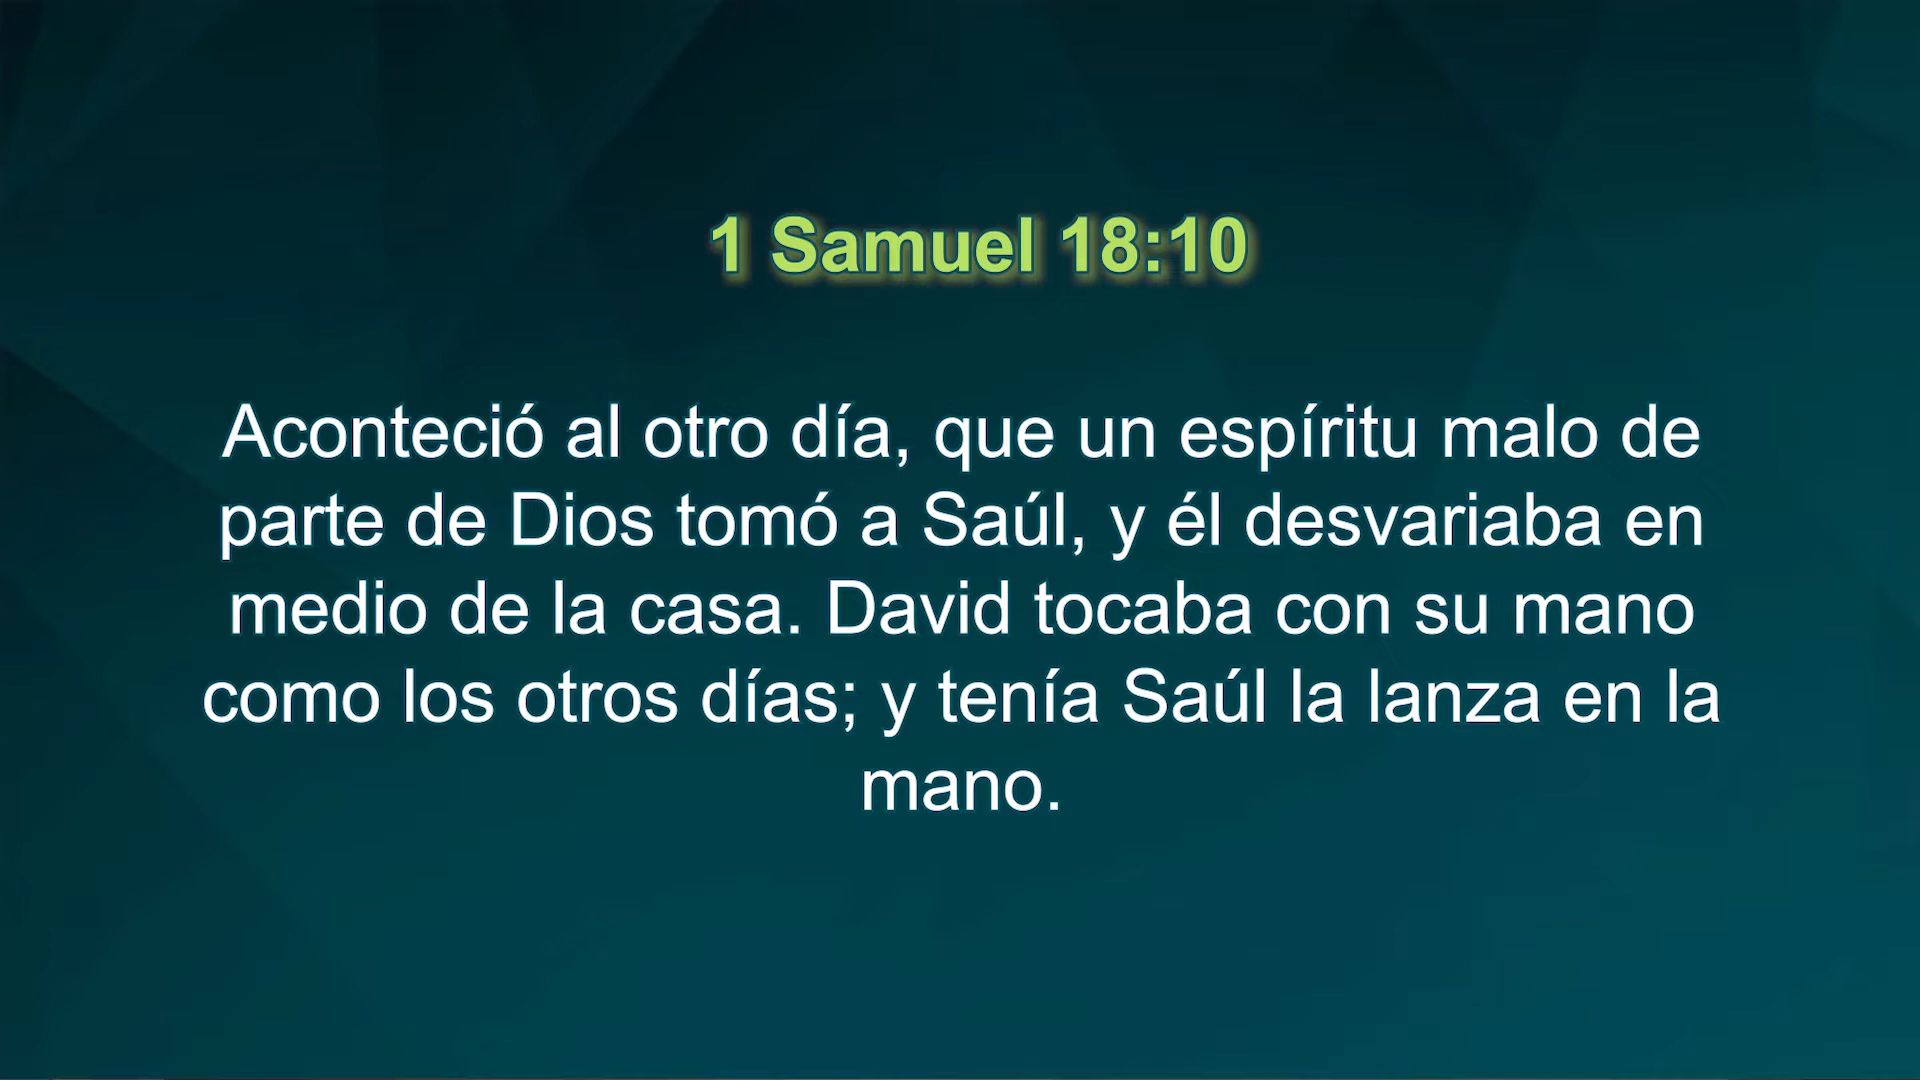 1 Samuel 18:10
Aconteció al otro día, que un espíritu malo de
parte de Dios tomó a Saúl, y él desvariaba en
medio de la casa. David tocaba con su mano
como los otros días; y tenía Saúl la lanza en la
mano.